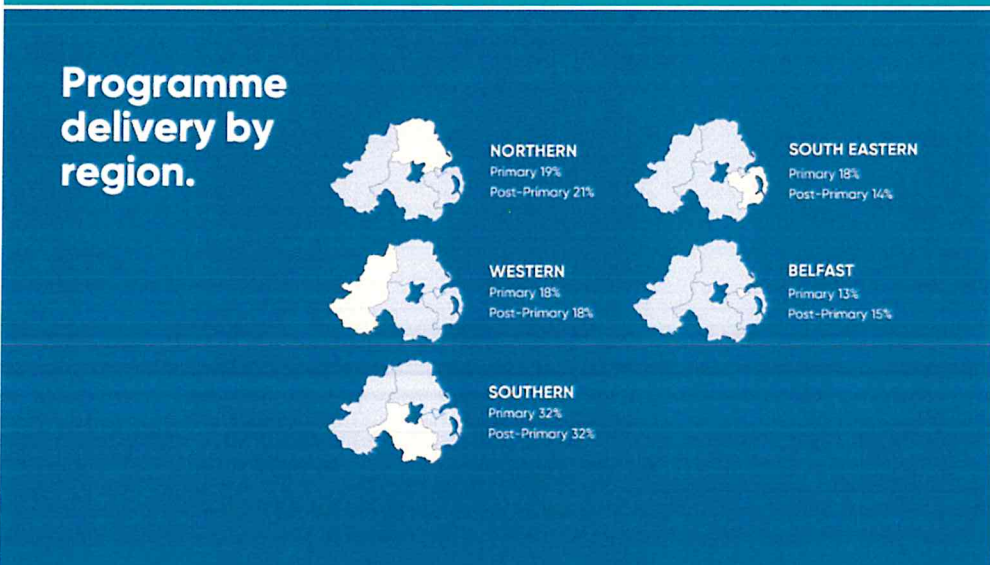 Programme
delivery by
region.
NORTHERN
Primary 19%
Post-Primary 21%
SOUTH EASTERN
Primary 18%
Post-Primary 14%
WESTERN
Primary 18%
Post-Primary 18%
BELFAST
Primary 13%
Post-Primary 15%
SOUTHERN
Primary 32%
Post-Primary 32%